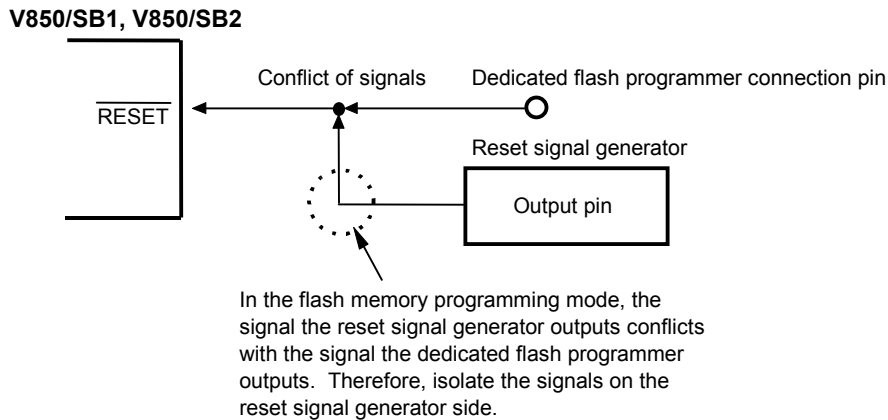 V850/SB1, V850/SB2
Conflict of signals
Dedicated flash programmer connection pin
RESET
Reset signal generator
Output pin
In the flash memory programming mode, the
signal the reset signal generator outputs conflicts
with the signal the dedicated flash programmer
outputs. Therefore, isolate the signals on the
reset signal generator side.